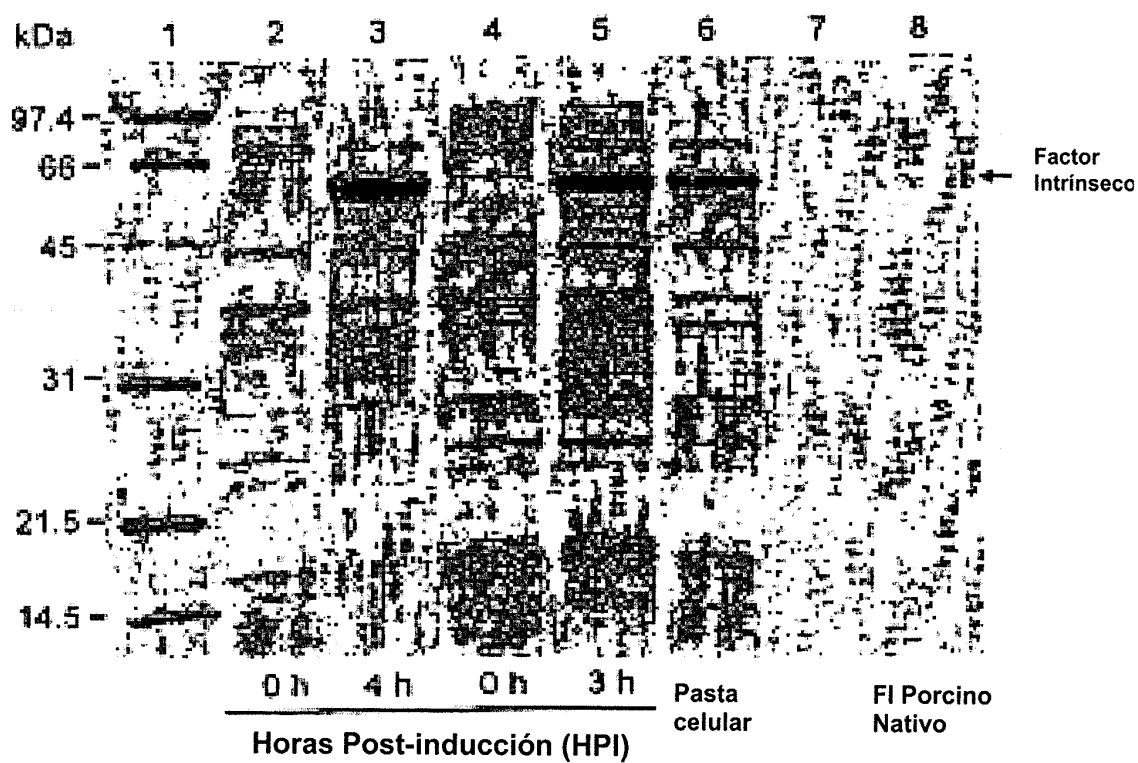 kDa 1 2 3 4 5 6 7 8
97.4
66
45
31
21.5
14.5
Factor
Intrínseco
0 h 4 h 0 h 3 h
Horas Post-inducción (HPI)
Pasta
celular
FI Porcino
Nativo